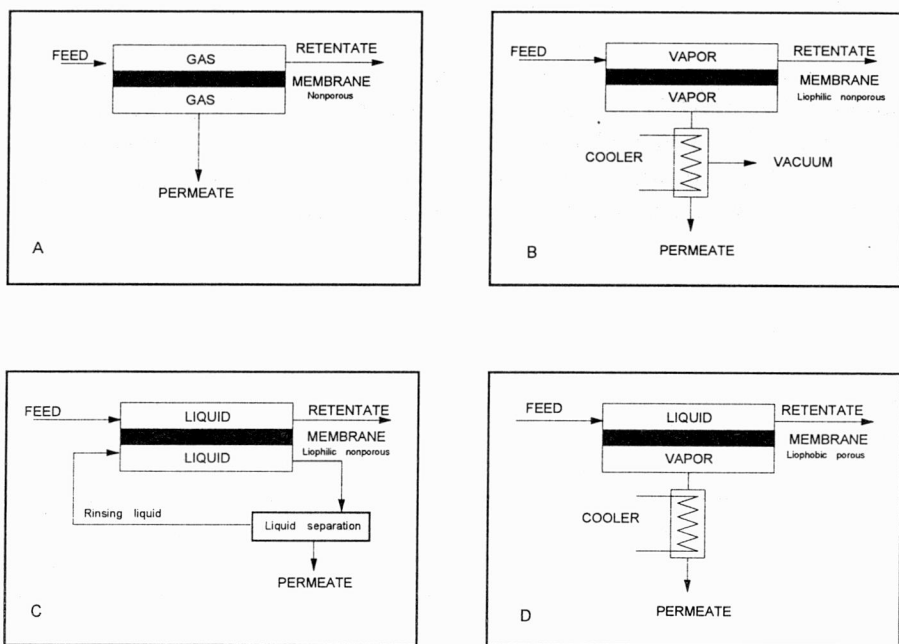 FEED
GAS
RETENTATE
MEMBRANE
Nonporous
GAS
PERMEATE
A
FEED
VAPOR
RETENTATE
MEMBRANE
Liophilic nonporous
VAPOR
COOLER
VACUUM
PERMEATE
B
FEED
LIQUID
RETENTATE
MEMBRANE
Liophilic nonporous
LIQUID
Rinsing liquid
Liquid separation
PERMEATE
C
FEED
LIQUID
RETENTATE
MEMBRANE
Liophobic porous
VAPOR
COOLER
PERMEATE
D